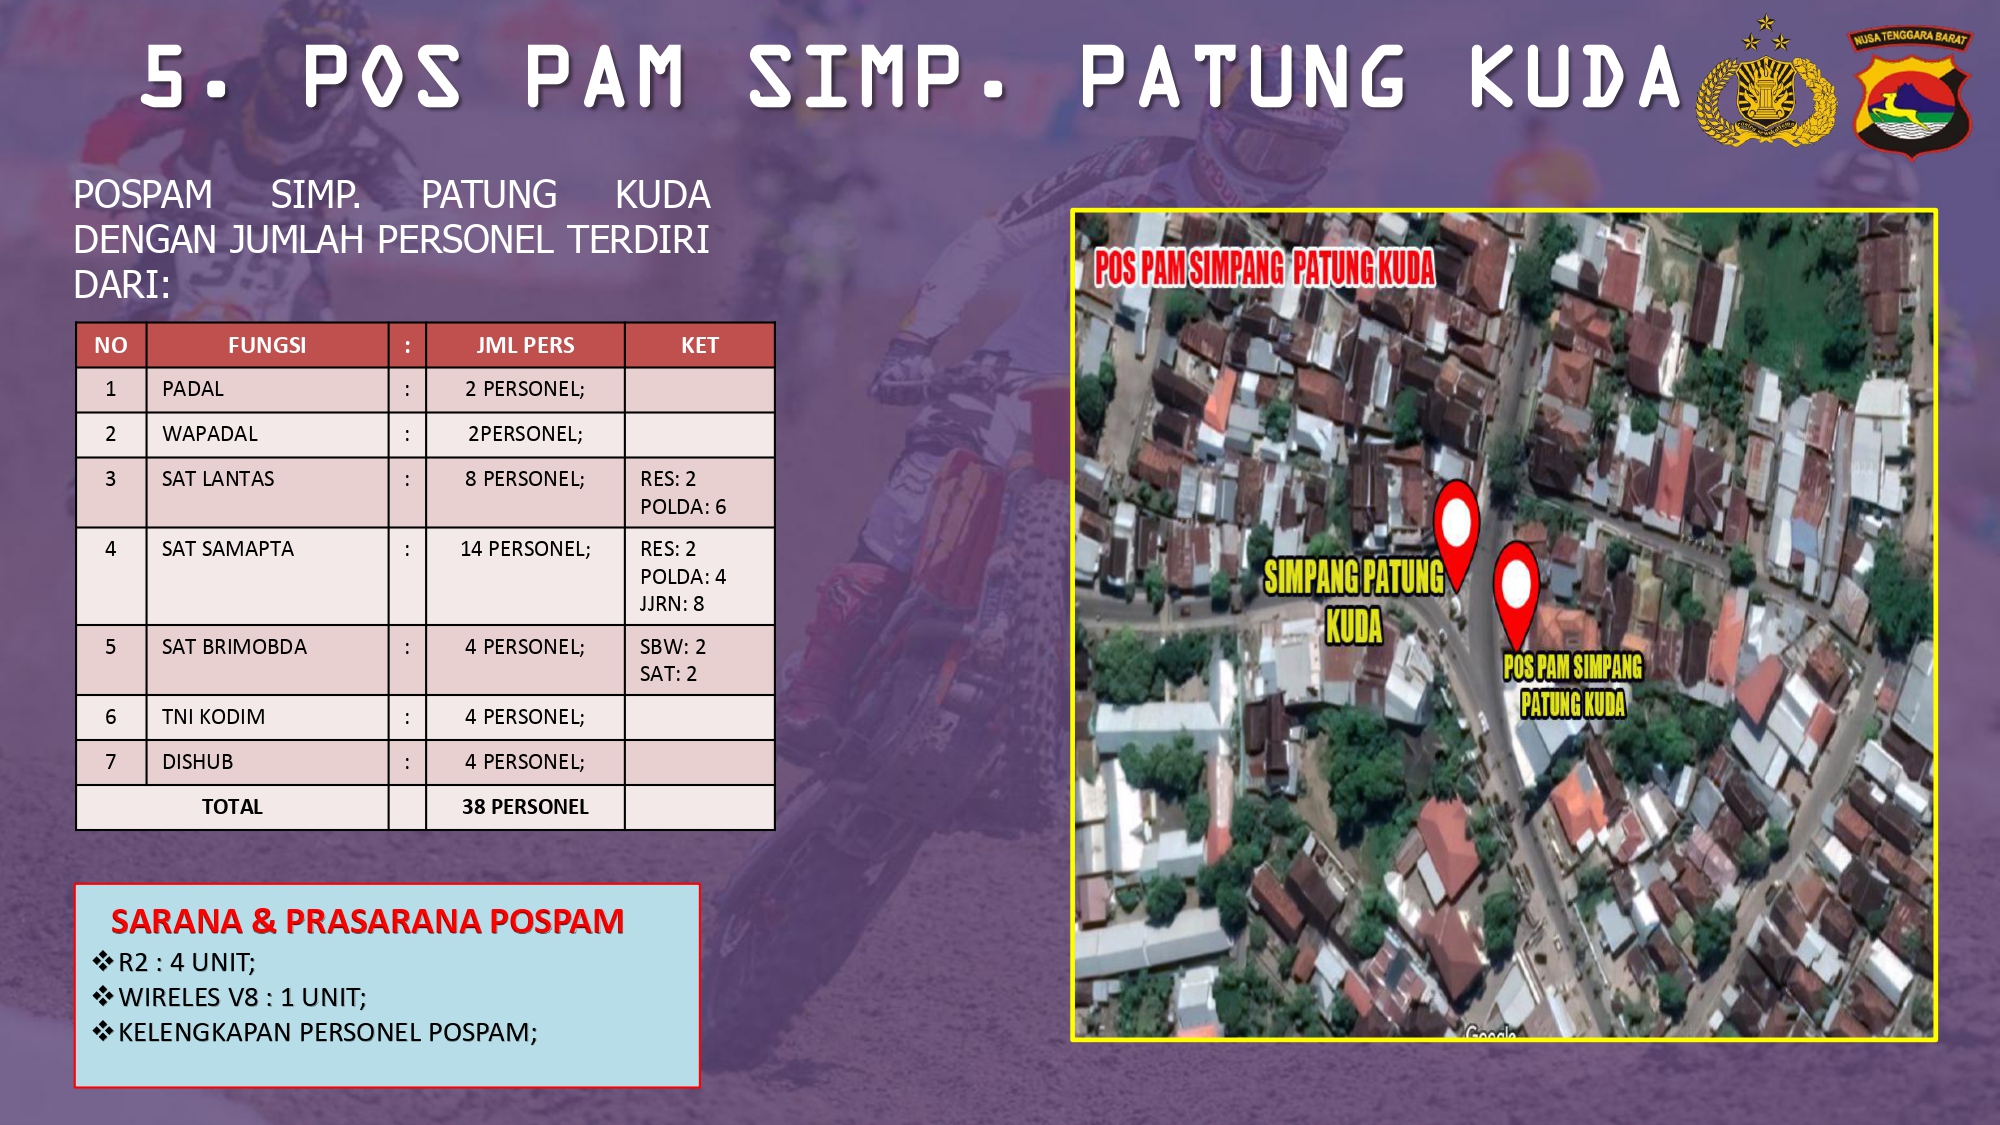 5. POS PAM SIMP. PATUNG KUDA
NUSA TENGGARA BARAT
POSPAM SIMP. PATUNG KUDA
DENGAN JUMLAH PERSONEL TERDIRI
DARI:
NO FUNGSI : JML PERS KET
1 PADAL : 2 PERSONEL;
2 WAPADAL : 2PERSONEL;
3 SAT LANTAS : 8 PERSONEL; RES: 2
POLDA: 6
4 SAT SAMAPTA : 14 PERSONEL; RES: 2
POLDA: 4
JJRN: 8
5 SAT BRIMOBDA : 4 PERSONEL; SBW: 2
SAT: 2
6 TNI KODIM : 4 PERSONEL;
7 DISHUB : 4 PERSONEL;
TOTAL 38 PERSONEL
SARANA & PRASARANA POSPAM
❖R2 : 4 UNIT;
❖WIRELES V8 : 1 UNIT;
❖KELENGKAPAN PERSONEL POSPAM;
POS PAM SIMPANG PATUNG KUDA
SIMPANG PATUNG
KUDA
POS PAM SIMPANG
PATUNG KUDA
Google